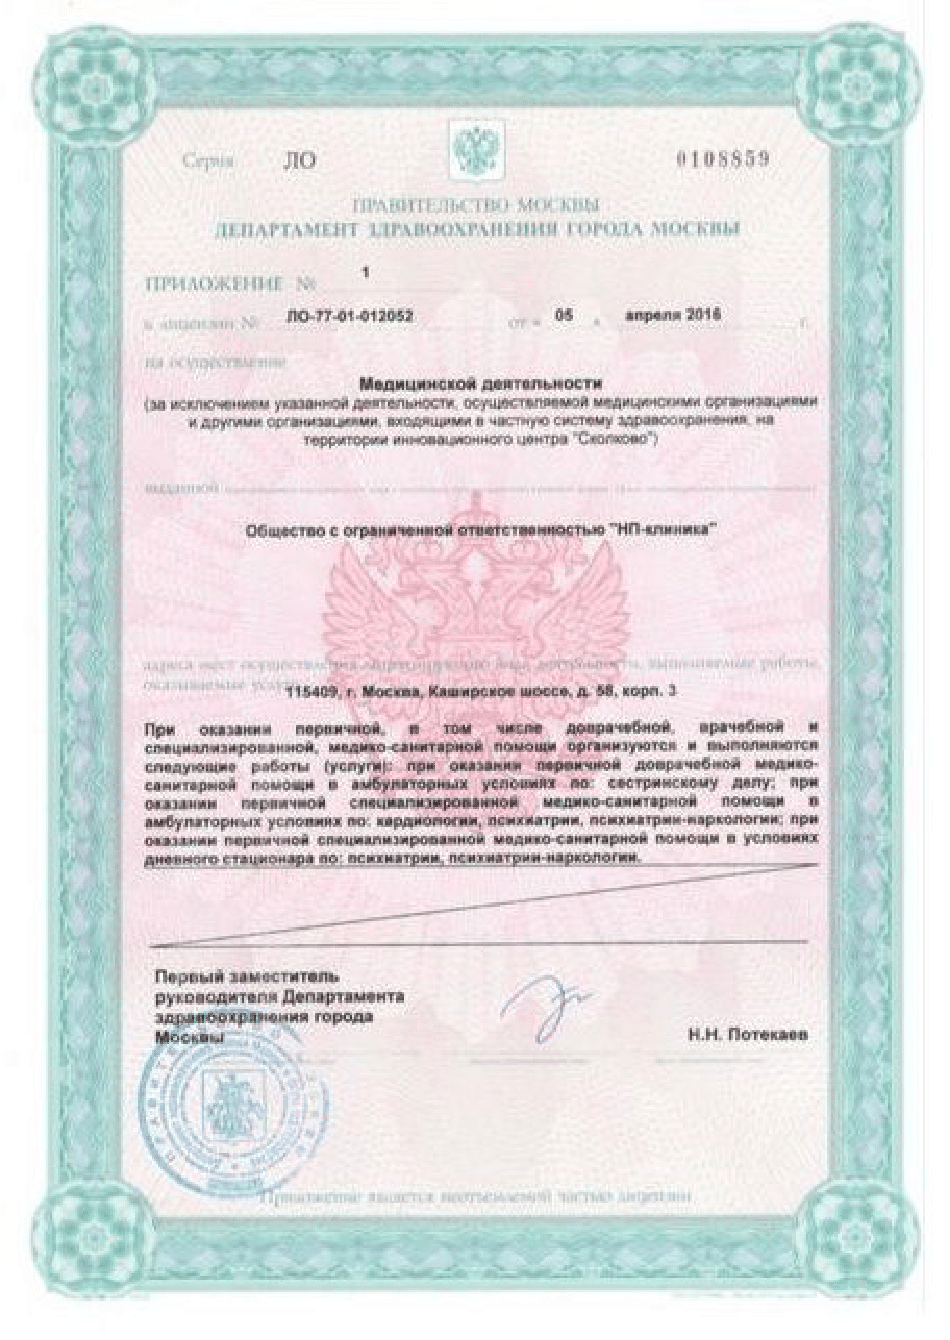 Серия ЛО 0108859
ПРАВИТЕЛЬСТВО МОСКВЫ
ДЕПАРТАМЕНТ ЗДРАВООХРАНЕНИЯ ГОРОДА МОСКВЫ
ПРИЛОЖЕНИЕ № 1
к лицензии № ЛО-77-01-012052 от « 05 » апреля 2016 г.
на осуществление
Медицинской деятельности
(за исключением указанной деятельности, осуществляемой медицинскими организациями
и другими организациями, входящими в частную систему здравоохранения, на
территории инновационного центра "Сколково")
выданной
Общество с ограниченной ответственностью "НП-клиника"
адреса мест осуществления деятельности, выполняемые работы,
оказываемые услуги
115409, г. Москва, Каширское шоссе, д. 58, корп. 3
При оказании первичной, в том числе доврачебной, врачебной и
специализированной, медико-санитарной помощи организуются и выполняются
следующие работы (услуги): при оказании первичной доврачебной медико-
санитарной помощи в амбулаторных условиях по: сестринскому делу; при
оказании первичной специализированной медико-санитарной помощи в
амбулаторных условиях по: кардиологии, психиатрии, психиатрии-наркологии; при
оказании первичной специализированной медико-санитарной помощи в условиях
дневного стационара по: психиатрии, психиатрии-наркологии.
Первый заместитель
руководителя Департамента
здравоохранения города
Москвы
Н.Н. Потекаев
Приложение является неотъемлемой частью лицензии